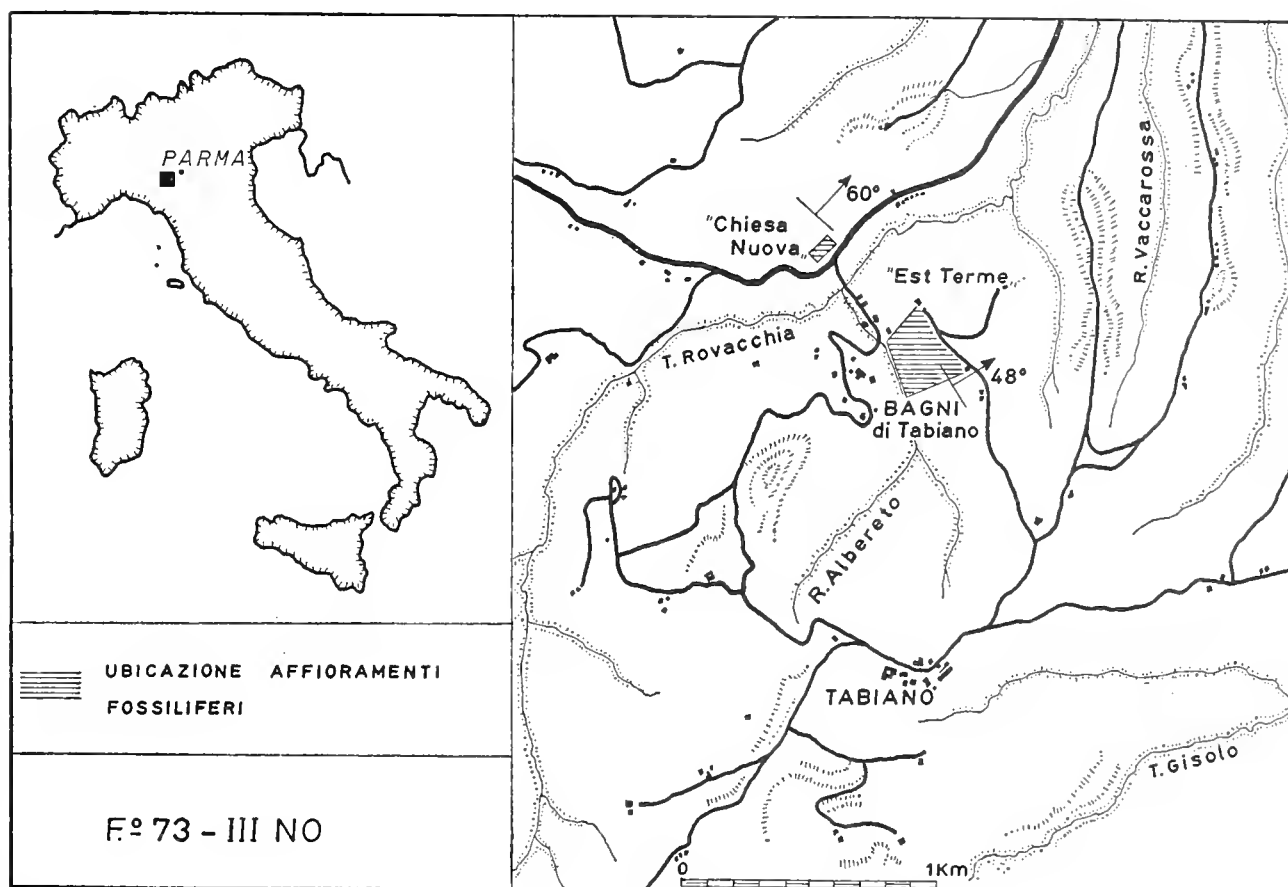 PARMA
UBICAZIONE AFFIORAMENTI
FOSSILIFERI
F.º 73 - III NO
"Chiesa
Nuova"
60°
"Est Terme"
R. Vaccarossa
T. Rovacchia
48°
BAGNI
di Tabiano
R. Albereto
TABIANO
T. Gisolo
0 1Km